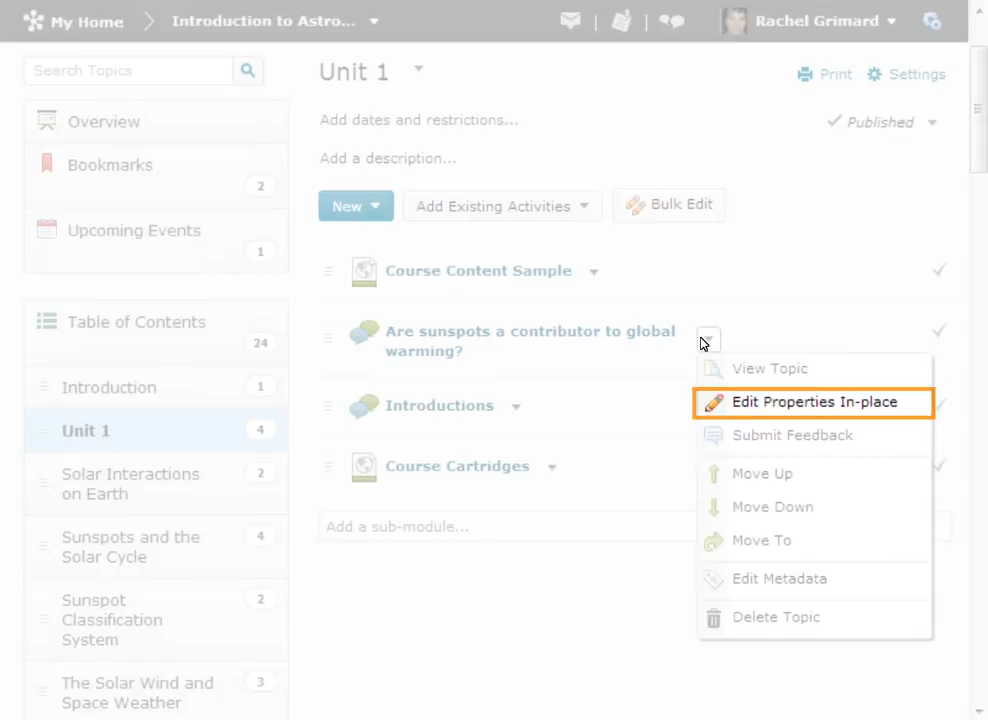 My Home
Introduction to Astro...
Rachel Grimard
Search Topics
Overview
Bookmarks
2
Upcoming Events
1
Table of Contents
24
Introduction
1
Unit 1
4
Solar Interactions
on Earth
2
Sunspots and the
Solar Cycle
4
Sunspot
Classification
System
2
The Solar Wind and
Space Weather
3
Unit 1
Print
Settings
Add dates and restrictions...
Published
Add a description...
New
Add Existing Activities
Bulk Edit
Course Content Sample
Are sunspots a contributor to global
warming?
Introductions
Course Cartridges
Add a sub-module...
View Topic
Edit Properties In-place
Submit Feedback
Move Up
Move Down
Move To
Edit Metadata
Delete Topic